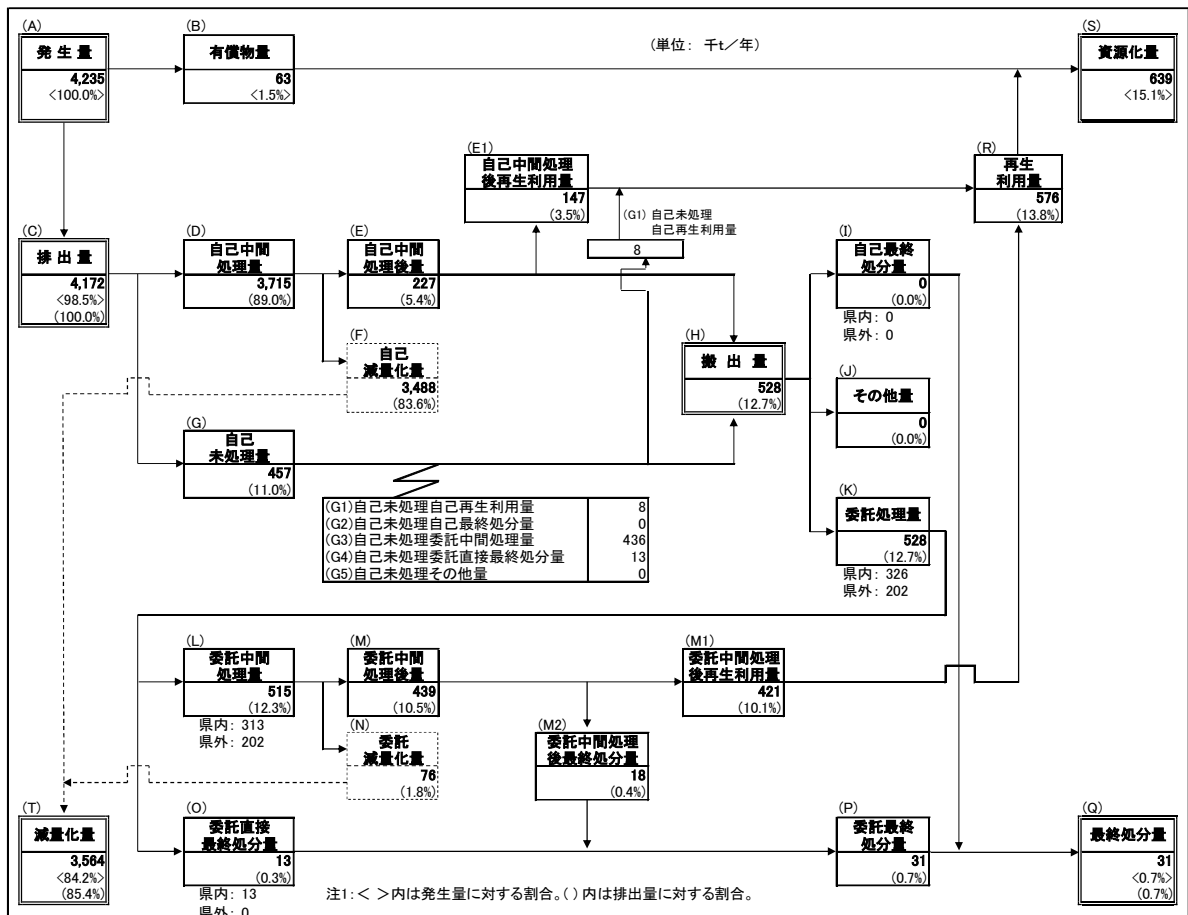 (A)
発 生 量
4,235
<100.0%>
(B)
有償物量
63
<1.5%>
(単位： 千t／年)
(S)
資源化量
639
<15.1%>
(E1)
自己中間処理
後再生利用量
147
(3.5%)
(G1) 自己未処理
自己再生利用量
8
(R)
再生
利用量
576
(13.8%)
(C)
排 出 量
4,172
<98.5%>
(100.0%)
(D)
自己中間
処理量
3,715
(89.0%)
(E)
自己中間
処理後量
227
(5.4%)
(I)
自己最終
処分量
0
(0.0%)
県内： 0
県外： 0
(F)
自己
減量化量
3,488
(83.6%)
(H)
搬 出 量
528
(12.7%)
(J)
その他量
0
(0.0%)
(G)
自己
未処理量
457
(11.0%)
(G1)自己未処理自己再生利用量 8
(G2)自己未処理自己最終処分量 0
(G3)自己未処理委託中間処理量 436
(G4)自己未処理委託直接最終処分量 13
(G5)自己未処理その他量 0
(K)
委託処理量
528
(12.7%)
県内： 326
県外： 202
(L)
委託中間
処理量
515
(12.3%)
県内： 313
県外： 202
(M)
委託中間
処理後量
439
(10.5%)
(M1)
委託中間処理
後再生利用量
421
(10.1%)
(N)
委託
減量化量
76
(1.8%)
(M2)
委託中間処理
後最終処分量
18
(0.4%)
(T)
減量化量
3,564
<84.2%>
(85.4%)
(O)
委託直接
最終処分量
13
(0.3%)
県内： 13
県外： 0
(P)
委託最終
処分量
31
(0.7%)
(Q)
最終処分量
31
<0.7%>
(0.7%)
注1：＜ ＞内は発生量に対する割合。( )内は排出量に対する割合。